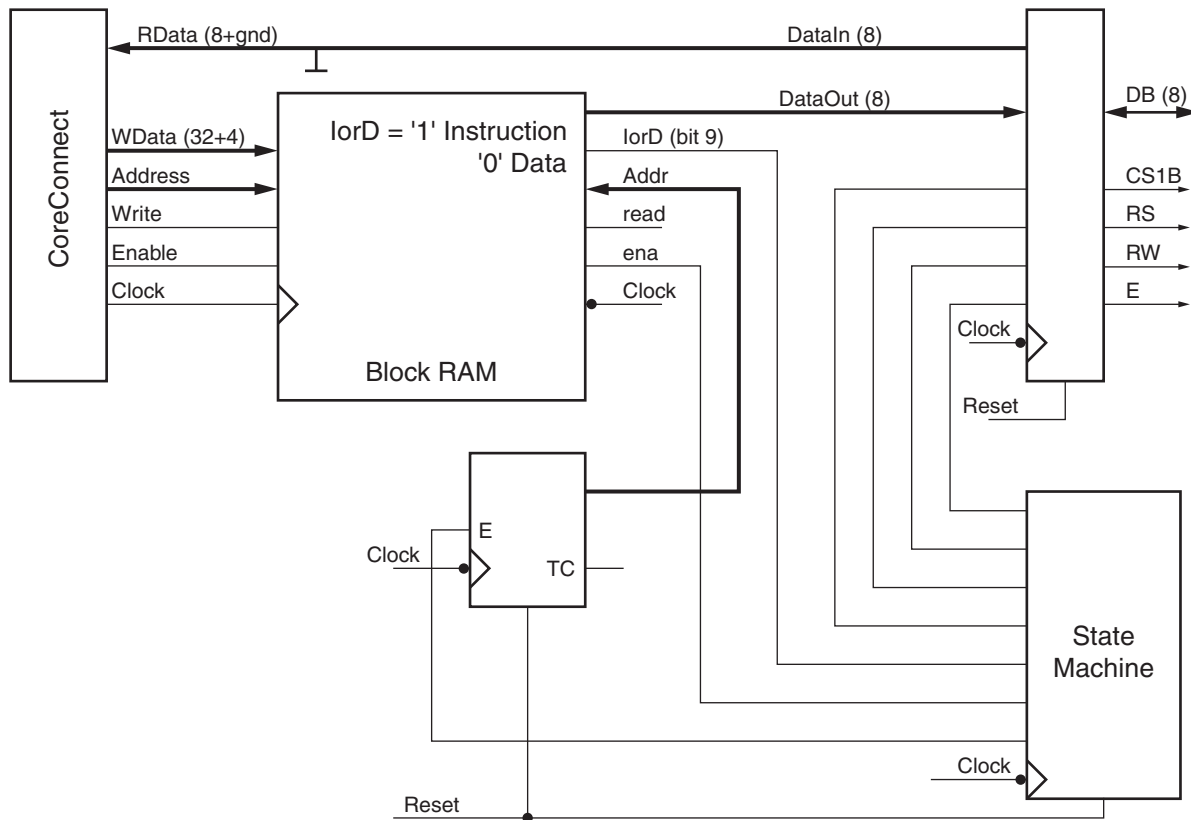 RData (8+gnd)
DataIn (8)
CoreConnect
WData (32+4)
Address
Write
Enable
Clock
IorD = '1' Instruction
'0' Data
Block RAM
DataOut (8)
IorD (bit 9)
Addr
read
ena
Clock
DB (8)
CS1B
RS
RW
E
Clock
Reset
E
Clock
TC
State
Machine
Clock
Reset